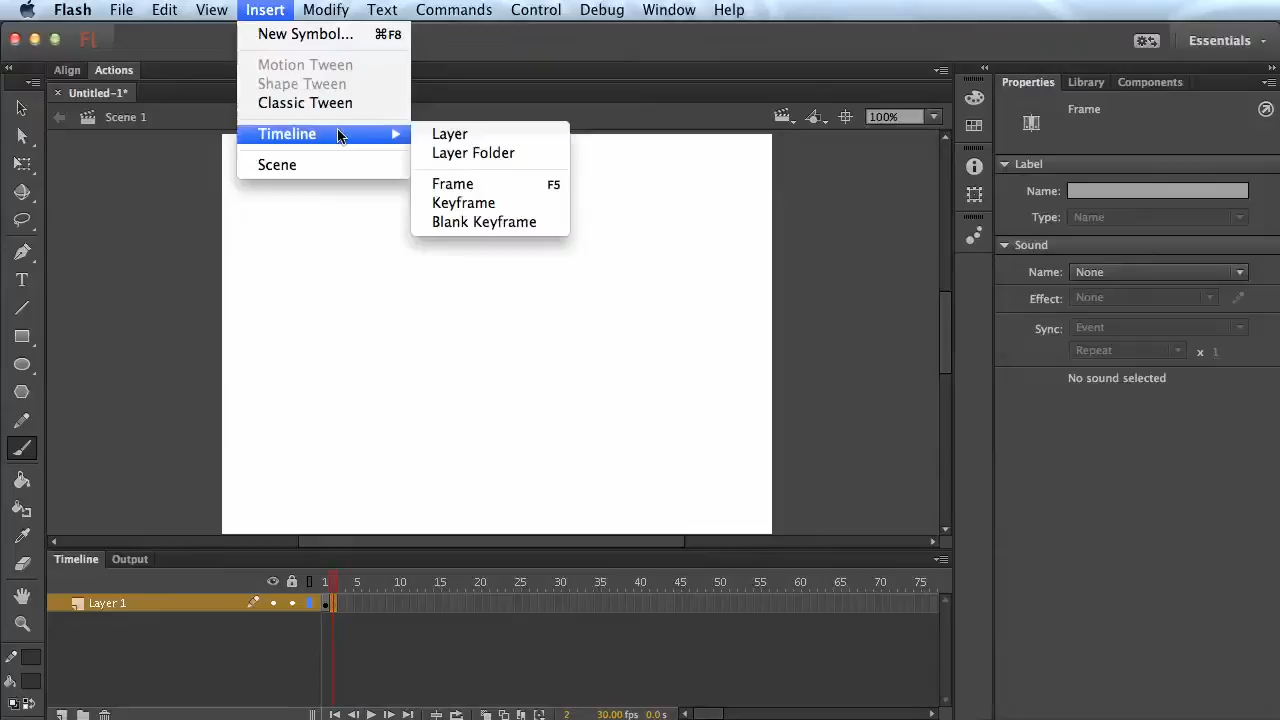 Flash File Edit View Insert Modify Text Commands Control Debug Window Help
Fl
Essentials
New Symbol... ⌘F8
Motion Tween
Shape Tween
Classic Tween
Timeline
Scene
Layer
Layer Folder
Frame F5
Keyframe
Blank Keyframe
Align Actions
Untitled-1*
Scene 1
100%
Properties Library Components
Frame
Label
Name:
Type: Name
Sound
Name: None
Effect: None
Sync: Event
Repeat x 1
No sound selected
Timeline Output
1 5 10 15 20 25 30 35 40 45 50 55 60 65 70 75
Layer 1
2 30.00 fps 0.0 s